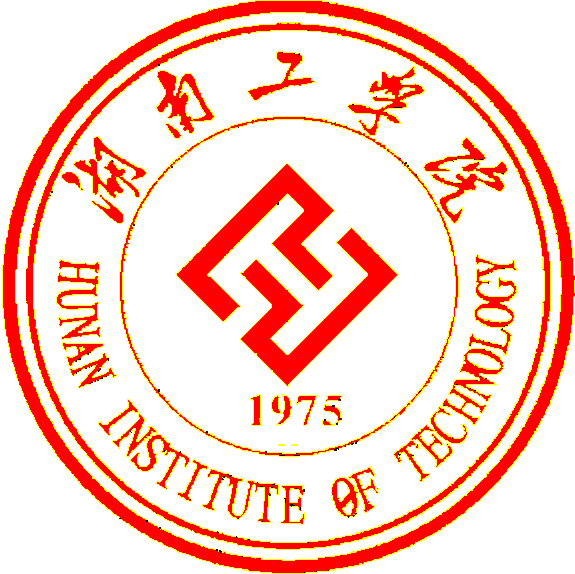 湖南工学院
1975
HUNAN INSTITUTE OF TECHNOLOGY